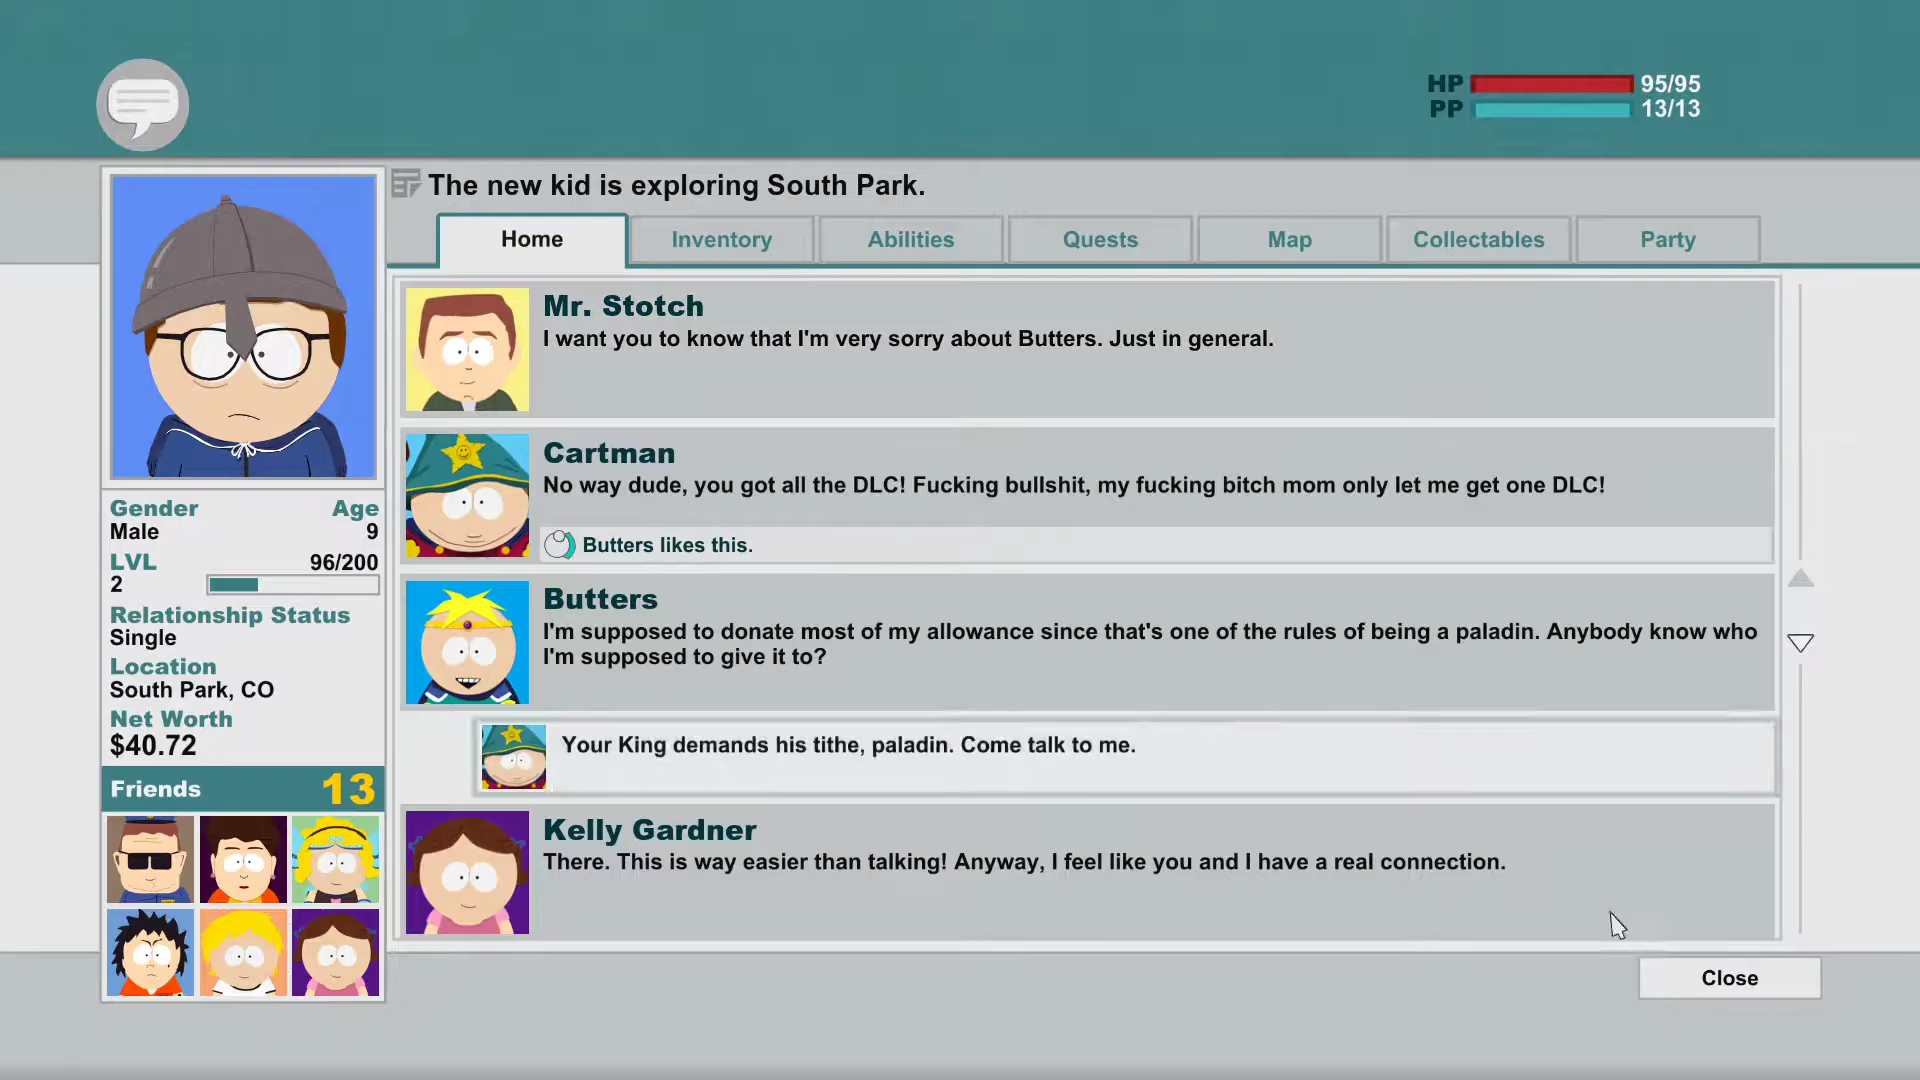 HP 95/95
PP 13/13
The new kid is exploring South Park.
Home Inventory Abilities Quests Map Collectables Party
Mr. Stotch
I want you to know that I'm very sorry about Butters. Just in general.
Cartman
No way dude, you got all the DLC! Fucking bullshit, my fucking bitch mom only let me get one DLC!
Butters likes this.
Butters
I'm supposed to donate most of my allowance since that's one of the rules of being a paladin. Anybody know who
I'm supposed to give it to?
Your King demands his tithe, paladin. Come talk to me.
Kelly Gardner
There. This is way easier than talking! Anyway, I feel like you and I have a real connection.
Gender Age
Male 9
LVL 96/200
2
Relationship Status
Single
Location
South Park, CO
Net Worth
$40.72
Friends 13
Close